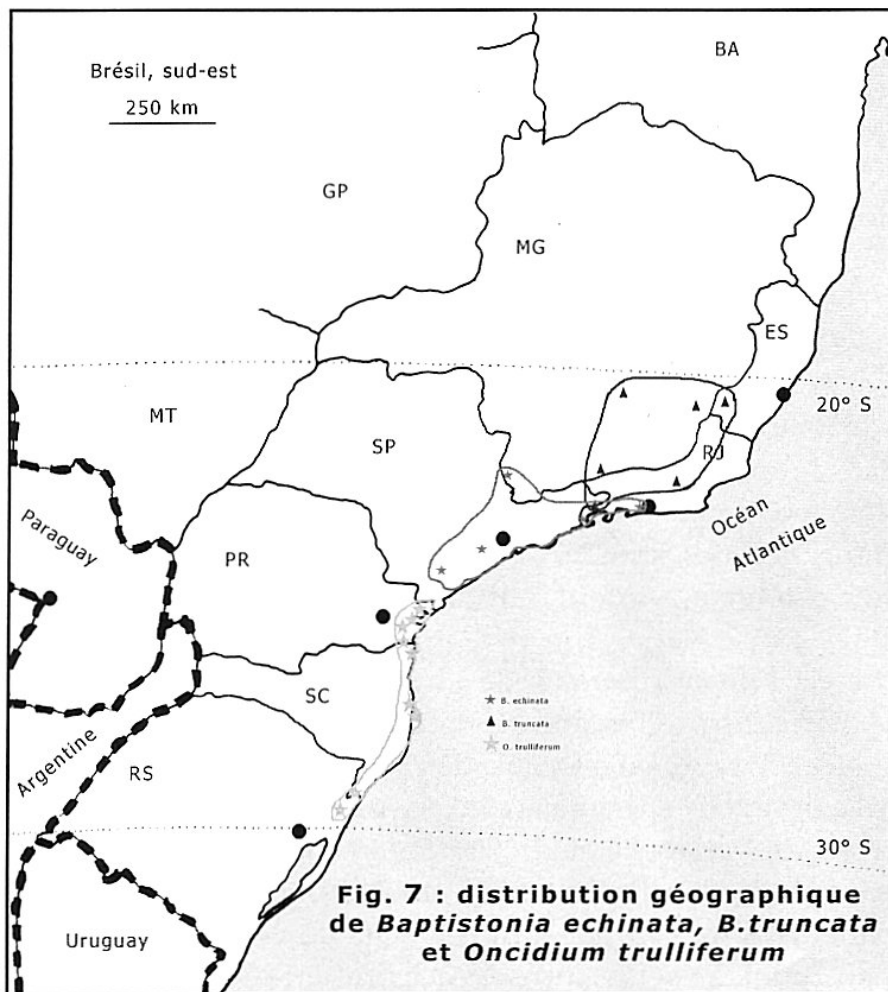 Brésil, sud-est
250 km
BA
GP
MG
ES
MT
20° S
SP
RJ
Océan
Atlantique
Paraguay
PR
SC
B. echinata
B. truncata
O. trulliferum
Argentine
RS
30° S
Uruguay
Fig. 7 : distribution géographique
de Baptistonia echinata, B.truncata
et Oncidium trulliferum